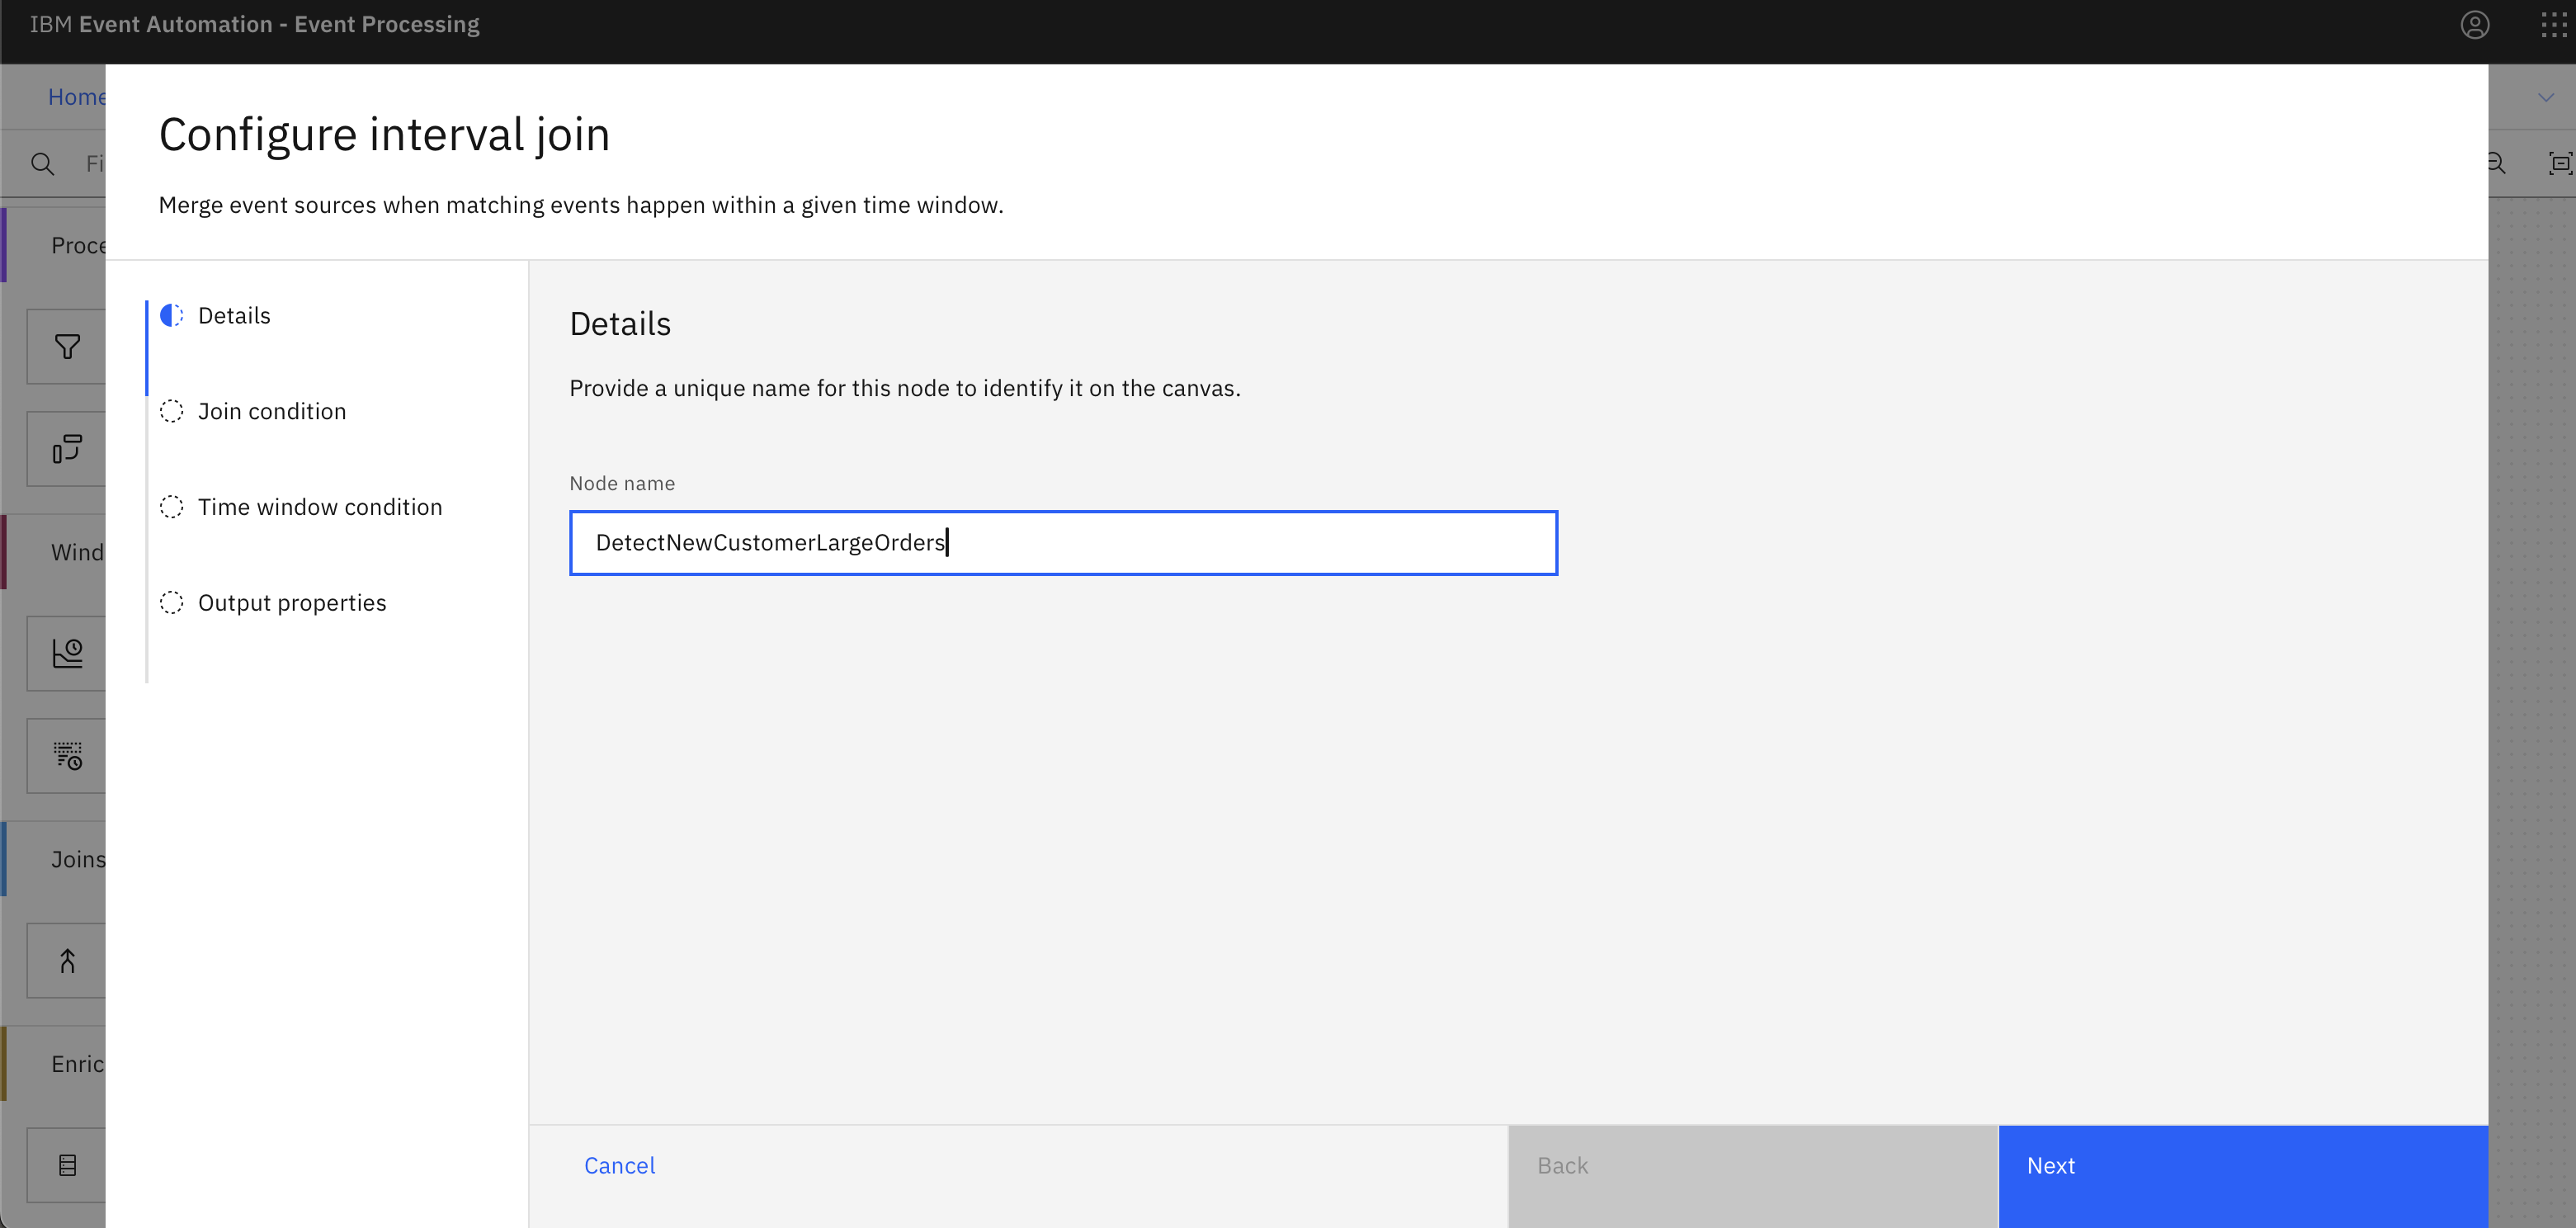 IBM Event Automation - Event Processing
Home
Configure interval join
Merge event sources when matching events happen within a given time window.
Details
Join condition
Time window condition
Output properties
Details
Provide a unique name for this node to identify it on the canvas.
Node name
DetectNewCustomerLargeOrders
Cancel
Back
Next
Fi
Proce
Wind
Joins
Enric